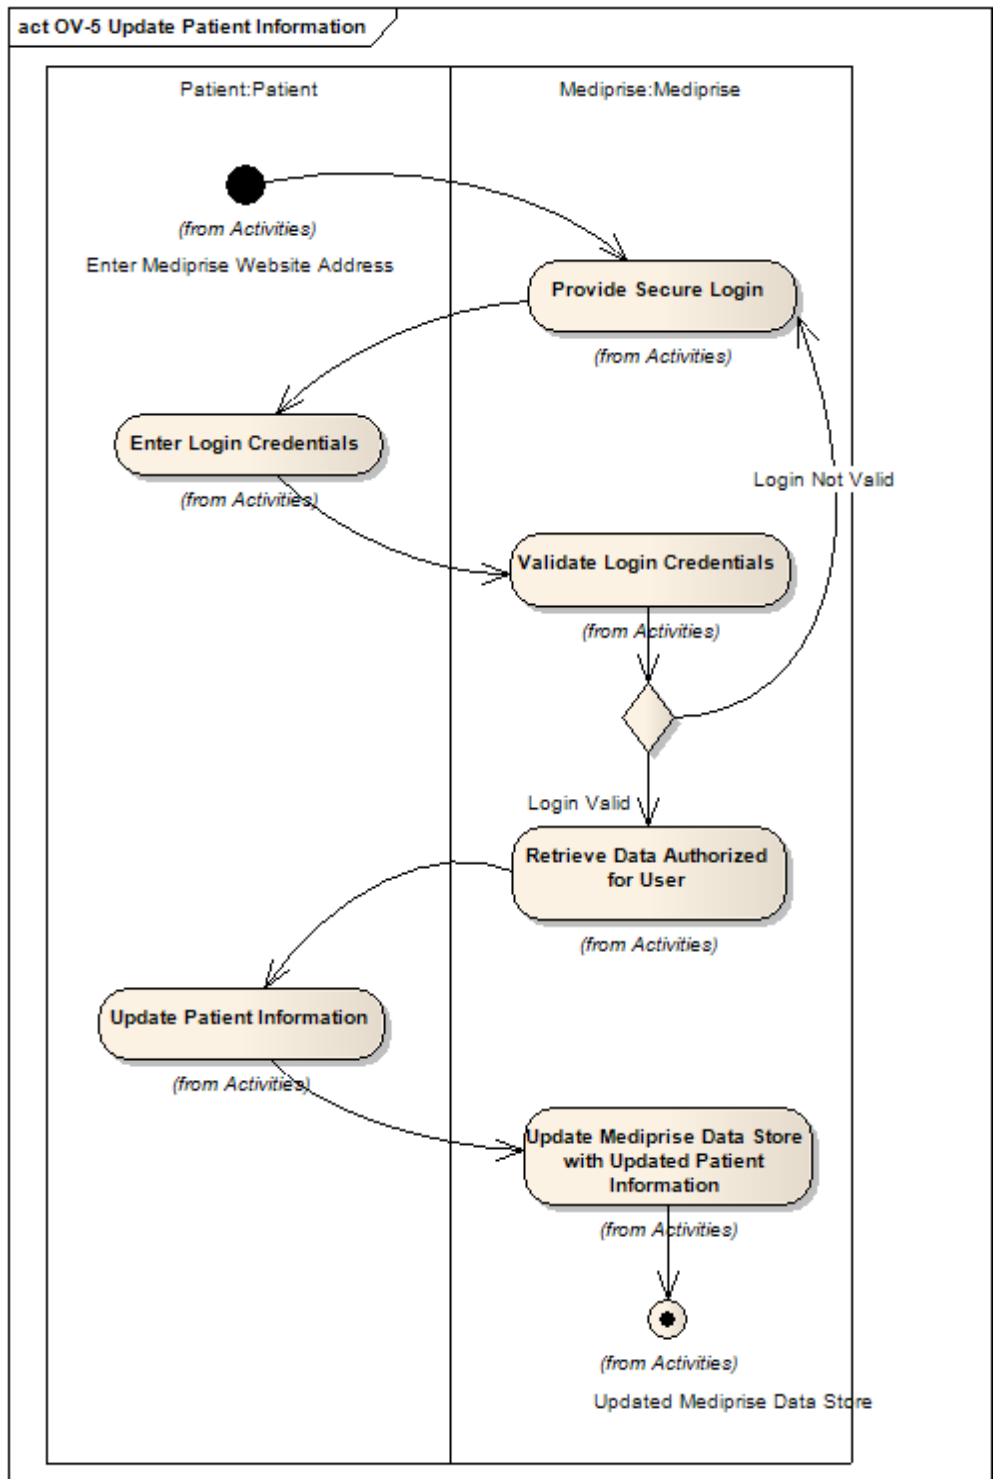 act OV-5 Update Patient Information
Patient:Patient
Mediprise:Mediprise
(from Activities)
Enter Mediprise Website Address
Provide Secure Login
(from Activities)
Enter Login Credentials
(from Activities)
Login Not Valid
Validate Login Credentials
(from Activities)
Login Valid
Retrieve Data Authorized
for User
(from Activities)
Update Patient Information
(from Activities)
Update Mediprise Data Store
with Updated Patient
Information
(from Activities)
(from Activities)
Updated Mediprise Data Store